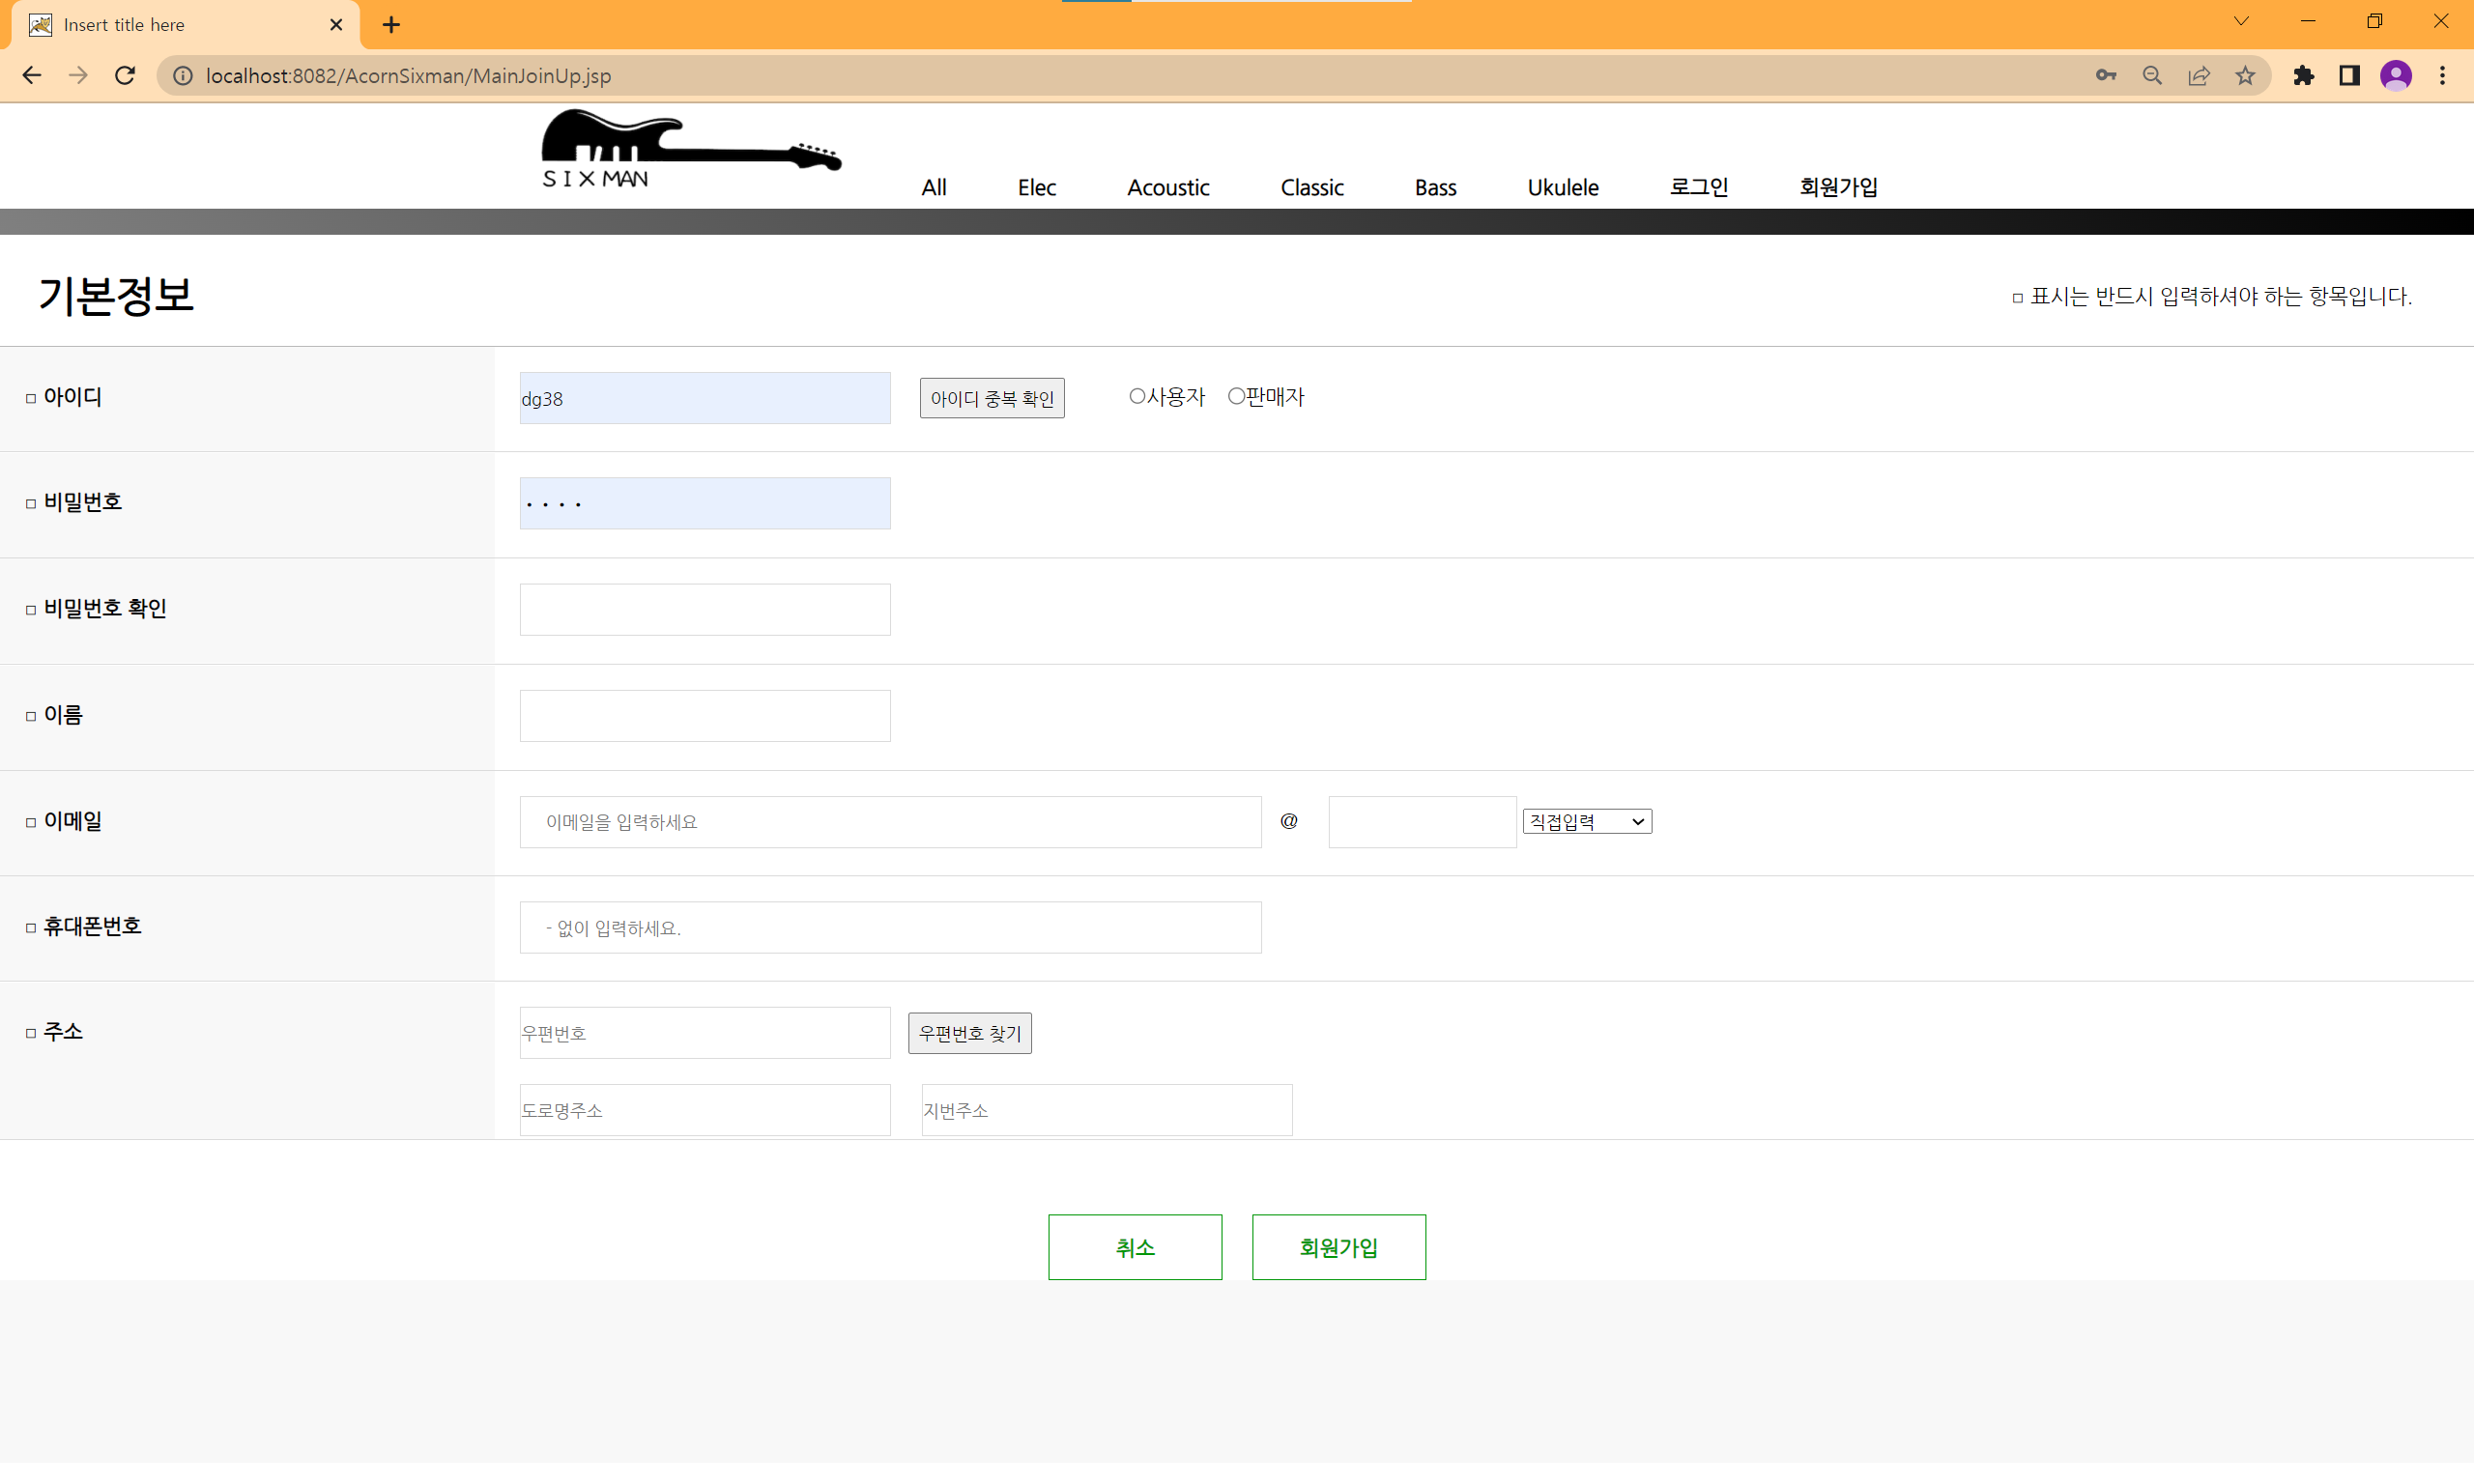 Insert title here
localhost:8082/AcornSixman/MainJoinUp.jsp
SIXMAN
All Elec Acoustic Classic Bass Ukulele 로그인 회원가입
기본정보
□ 표시는 반드시 입력하셔야 하는 항목입니다.
□ 아이디 dg38 아이디 중복 확인 사용자 판매자
□ 비밀번호 ····
□ 비밀번호 확인
□ 이름
□ 이메일 이메일을 입력하세요 @ 직접입력
□ 휴대폰번호 - 없이 입력하세요.
□ 주소 우편번호 우편번호 찾기
도로명주소 지번주소
취소 회원가입